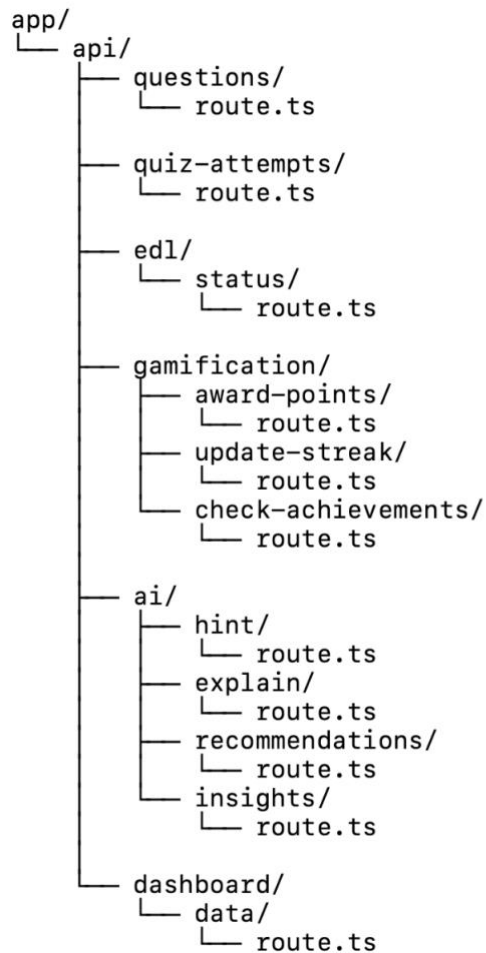 app/
└── api/
├── questions/
│   └── route.ts
│
├── quiz-attempts/
│   └── route.ts
│
├── edl/
│   └── status/
│       └── route.ts
│
├── gamification/
│   ├── award-points/
│   │   └── route.ts
│   ├── update-streak/
│   │   └── route.ts
│   └── check-achievements/
│       └── route.ts
│
├── ai/
│   ├── hint/
│   │   └── route.ts
│   ├── explain/
│   │   └── route.ts
│   ├── recommendations/
│   │   └── route.ts
│   └── insights/
│       └── route.ts
│
└── dashboard/
    └── data/
        └── route.ts